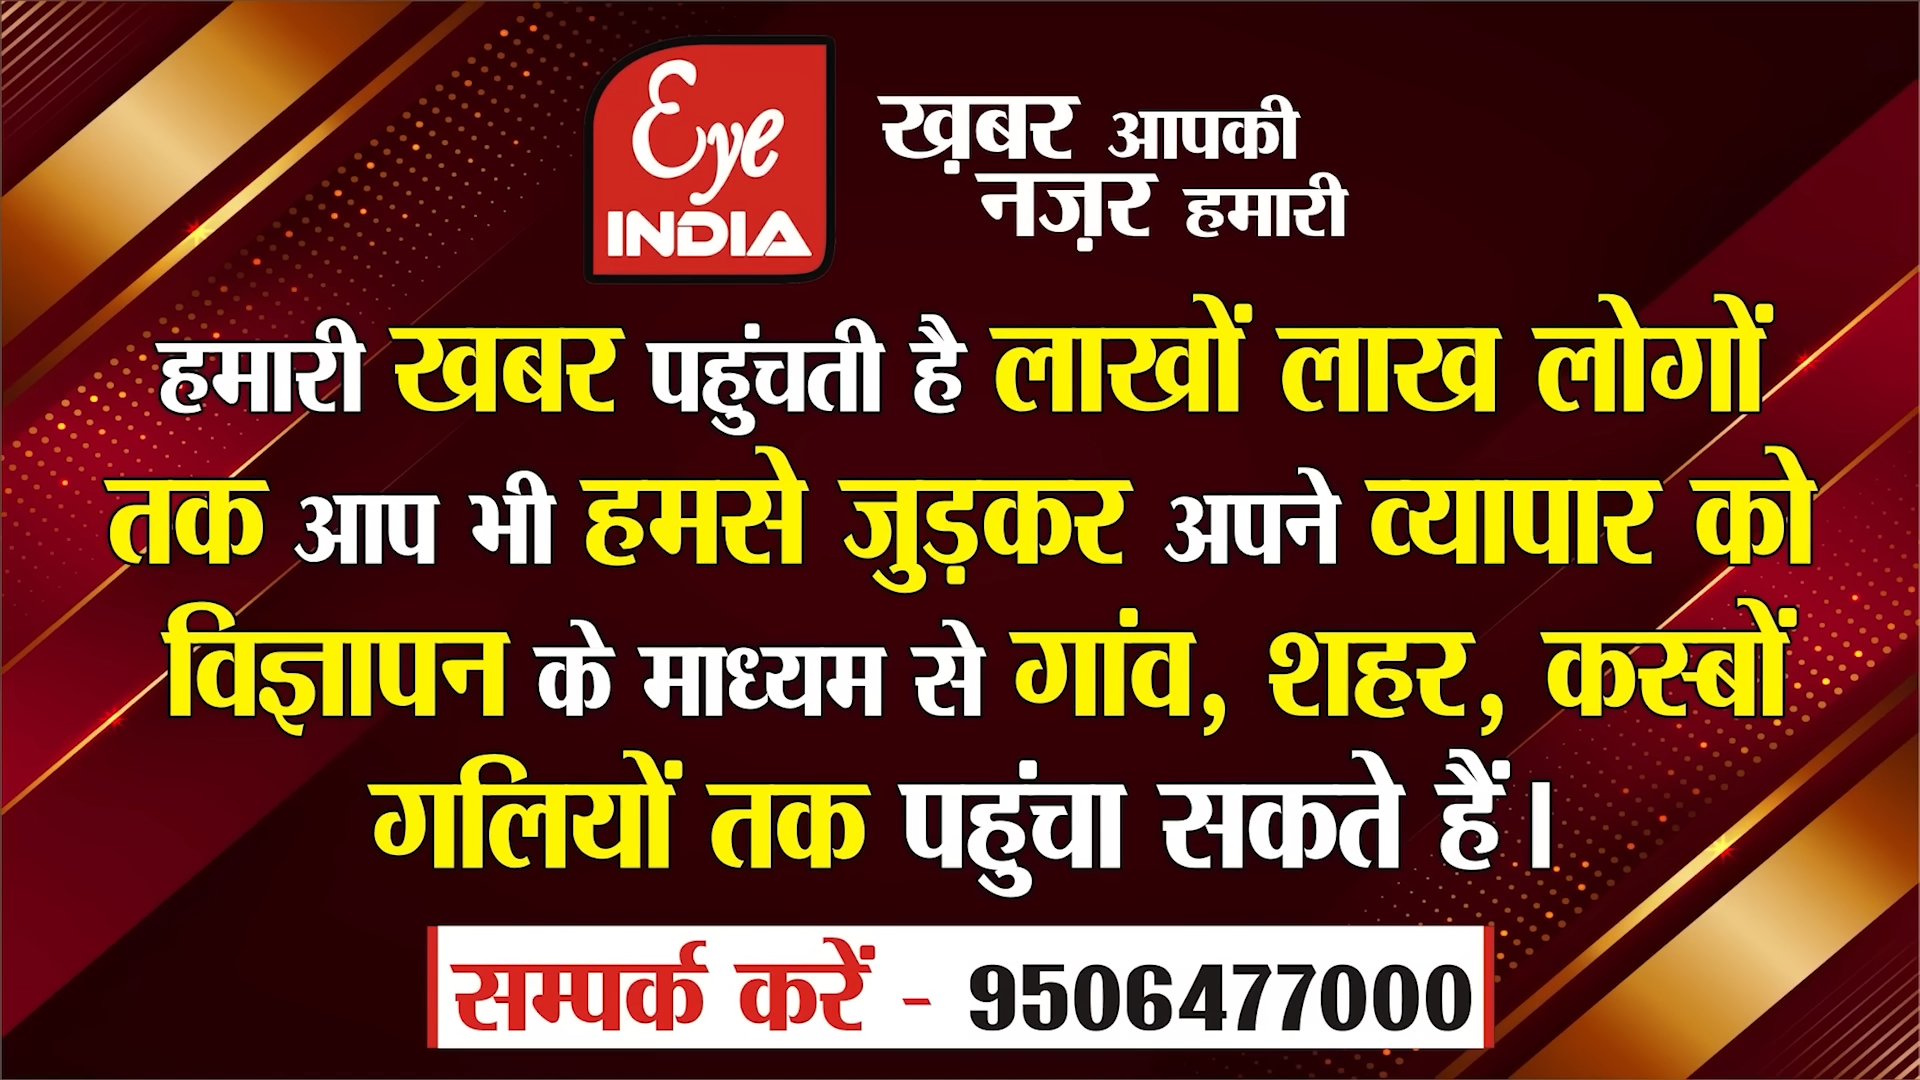 Eye
INDIA
ख़बर आपकी
नज़र हमारी
हमारी खबर पहुंचती है लाखों लाख लोगों
तक आप भी हमसे जुड़कर अपने व्यापार को
विज्ञापन के माध्यम से गांव, शहर, कस्बों
गलियों तक पहुंचा सकते हैं।
सम्पर्क करें - 9506477000